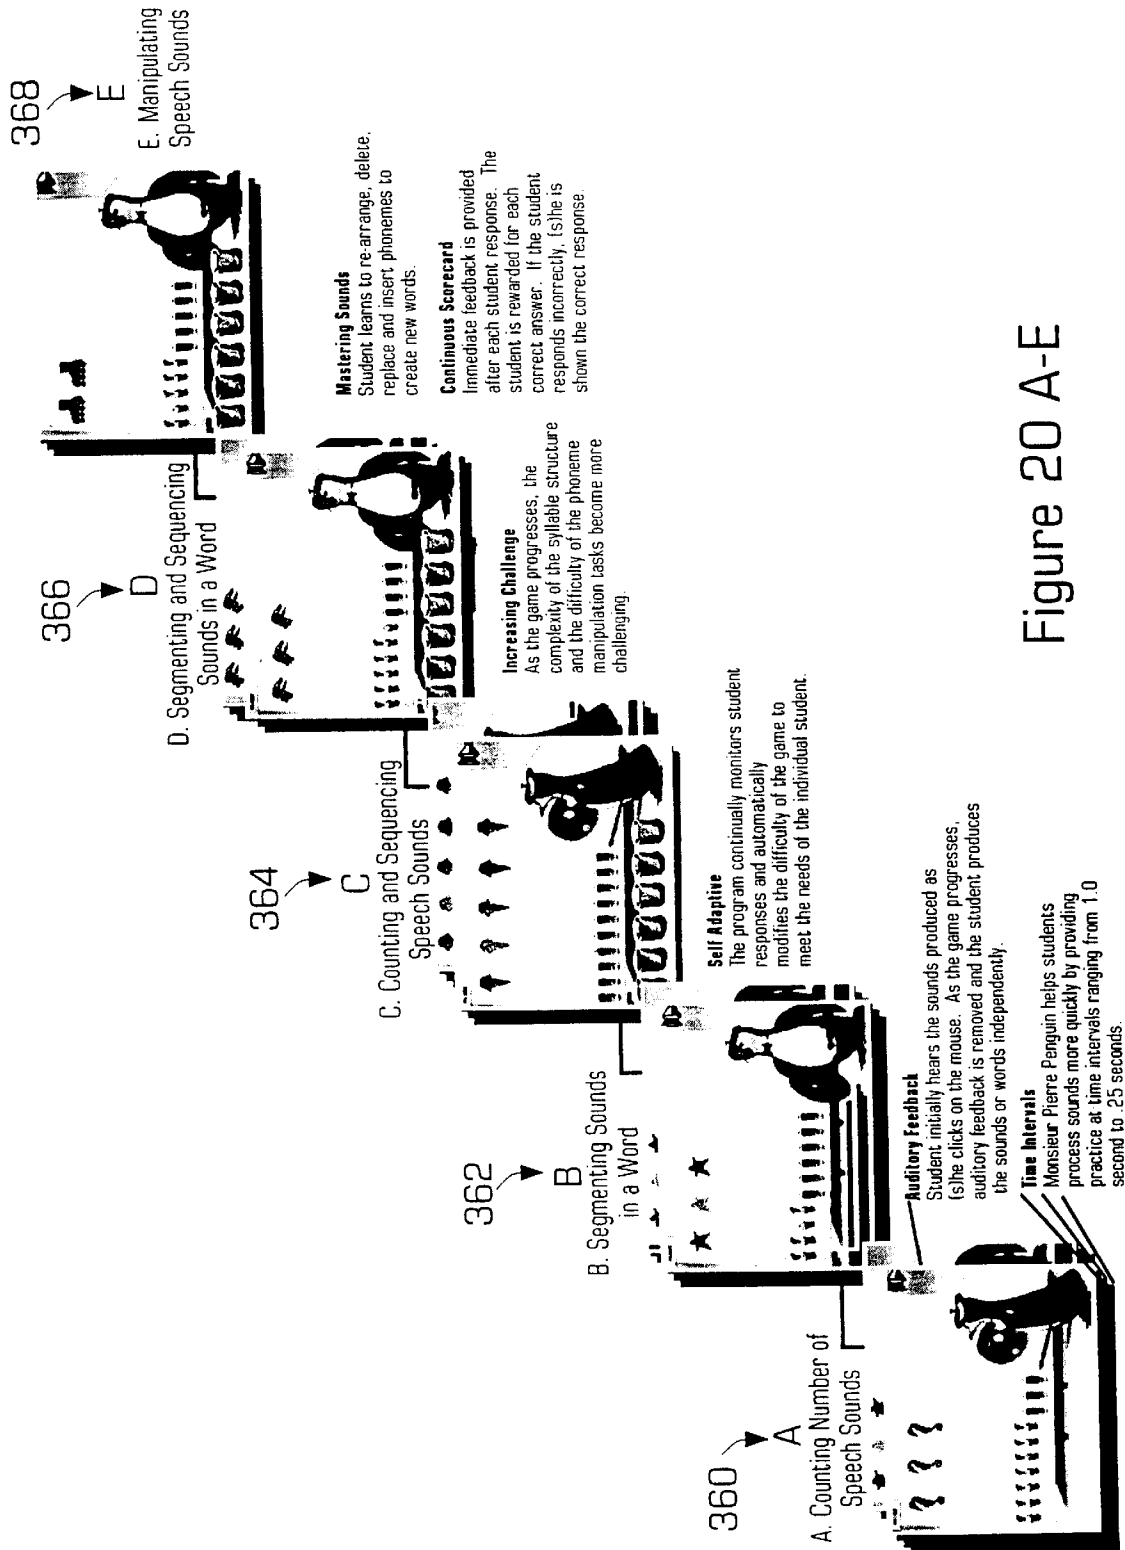 360
A
A. Counting Number of
Speech Sounds
362
B
B. Segmenting Sounds
in a Word
364
C
C. Counting and Sequencing
Speech Sounds
366
D
D. Segmenting and Sequencing
Sounds in a Word
368
E
E. Manipulating
Speech Sounds
Auditory Feedback
Student initially hears the sounds produced as
(s)he clicks on the mouse. As the game progresses,
auditory feedback is removed and the student produces
the sounds or words independently.
Time Intervals
Monsieur Pierre Penguin helps students
process sounds more quickly by providing
practice at time intervals ranging from 1.0
second to .25 seconds.
Self Adaptive
The program continually monitors student
responses and automatically
modifies the difficulty of the game to
meet the needs of the individual student.
Increasing Challenge
As the game progresses, the
complexity of the syllable structure
and the difficulty of the phoneme
manipulation tasks become more
challenging.
Mastering Sounds
Student learns to re-arrange, delete,
replace and insert phonemes to
create new words.
Continuous Scorecard
Immediate feedback is provided
after each student response. The
student is rewarded for each
correct answer. If the student
responds incorrectly, (s)he is
shown the correct response.
Figure 20 A-E